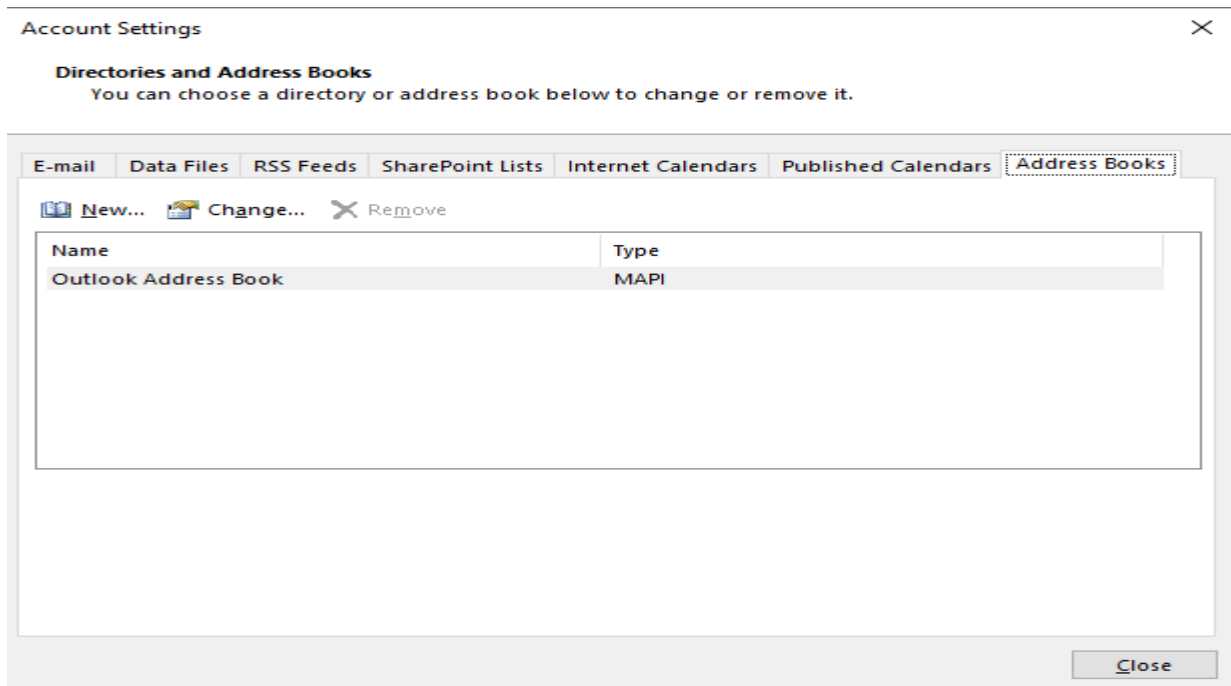 Account Settings
Directories and Address Books
You can choose a directory or address book below to change or remove it.
E-mail Data Files RSS Feeds SharePoint Lists Internet Calendars Published Calendars Address Books
New... Change... Remove
Name Type
Outlook Address Book MAPI
Close